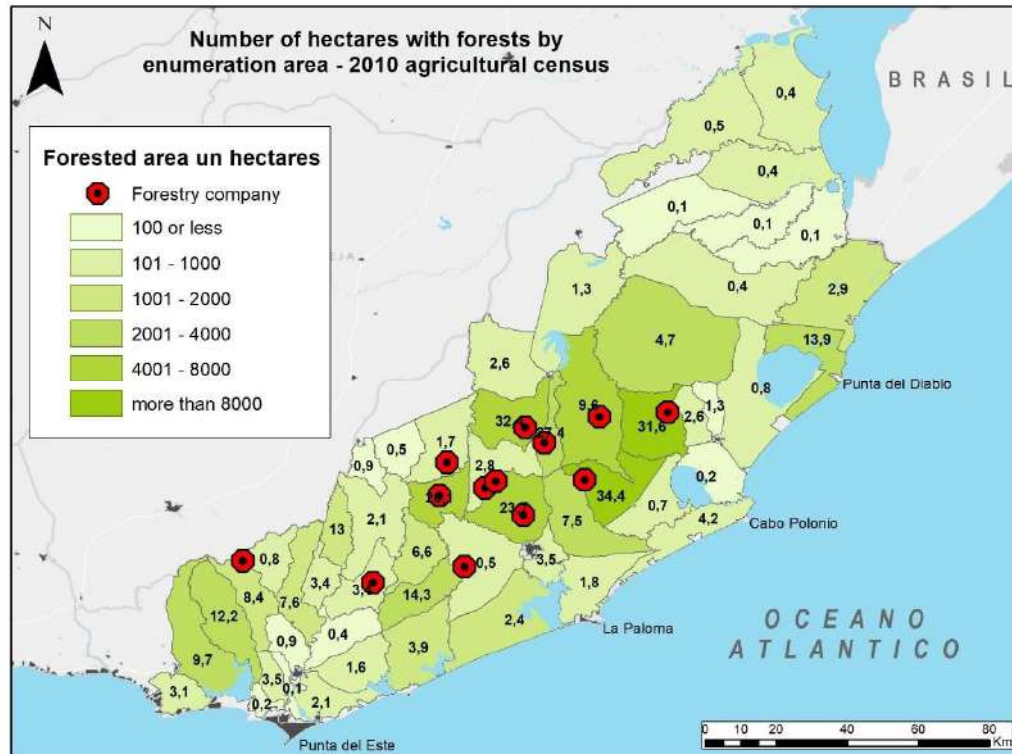 N
Number of hectares with forests by
enumeration area - 2010 agricultural census
BRASIL
Forested area un hectares
Forestry company
100 or less
101 - 1000
1001 - 2000
2001 - 4000
4001 - 8000
more than 8000
0,4
0,5
0,4
0,1
0,1
0,1
1,3
0,4
2,9
4,7
13,9
2,6
0,8
Punta del Diablo
9,6
1,3
32
31,6
2,6
1,7
0,5
0,9
2,8
0,2
34,4
0,7
23
4,2
Cabo Polonio
7,5
13
2,1
6,6
3,5
0,8
0,5
3,4
1,8
8,4
7,6
14,3
12,2
2,4
La Paloma
OCEANO
ATLANTICO
0,9
0,4
3,9
9,7
1,6
3,5
0,1
3,1
0,2
2,1
Punta del Este
0 10 20 40 60 80
Km